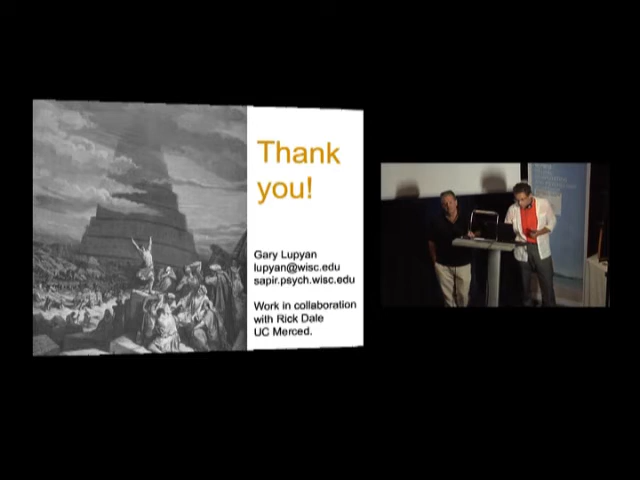 Thank
you!
Gary Lupyan
lupyan@wisc.edu
sapir.psych.wisc.edu
Work in collaboration
with Rick Dale
UC Merced.